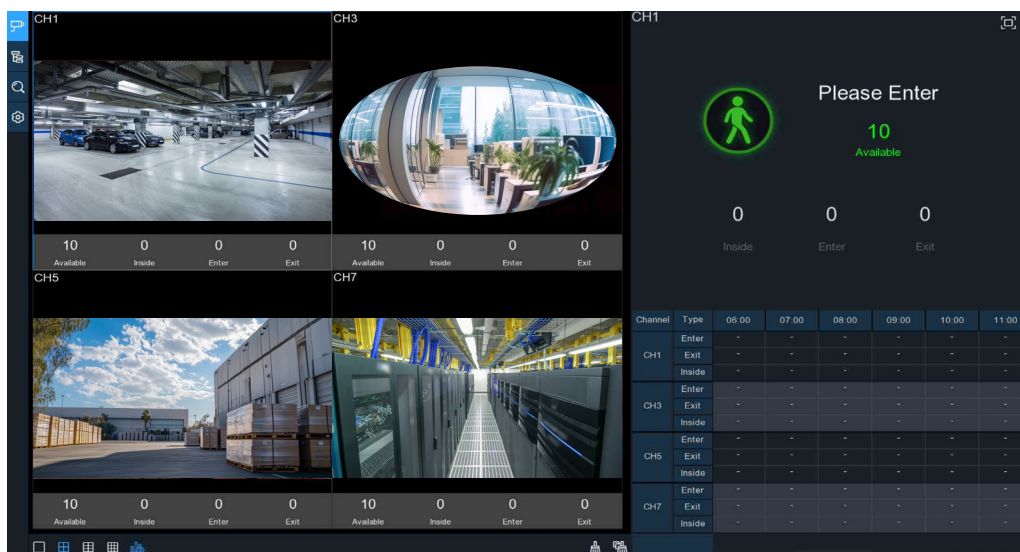 CH1
10 0 0 0
Available Inside Enter Exit
CH3
10 0 0 0
Available Inside Enter Exit
CH5
10 0 0 0
Available Inside Enter Exit
CH7
10 0 0 0
Available Inside Enter Exit
CH1
Please Enter
10
Available
0 0 0
Inside Enter Exit
Channel Type 06:00 07:00 08:00 09:00 10:00 11:00
Enter - - - - - -
CH1 Exit - - - - - -
Inside - - - - - -
Enter - - - - - -
CH3 Exit - - - - - -
Inside - - - - - -
Enter - - - - - -
CH5 Exit - - - - - -
Inside - - - - - -
Enter - - - - - -
CH7 Exit - - - - - -
Inside - - - - - -